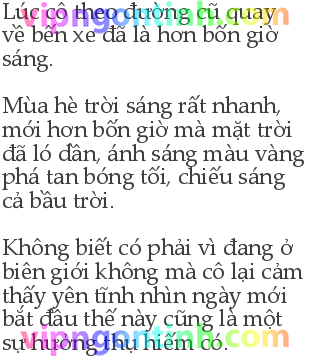 Lúc cô theo đường cũ quay
về bến xe đã là hơn bốn giờ
sáng.
Mùa hè trời sáng rất nhanh,
mới hơn bốn giờ mà mặt trời
đã ló dần, ánh sáng màu vàng
phá tan bóng tối, chiếu sáng
cả bầu trời.
Không biết có phải vì đang ở
biên giới không mà cô lại cảm
thấy yên tĩnh nhìn ngày mới
bắt đầu thế này cũng là một
sự hưởng thụ hiếm có.
vipngontinh.com
vipngontinh.com